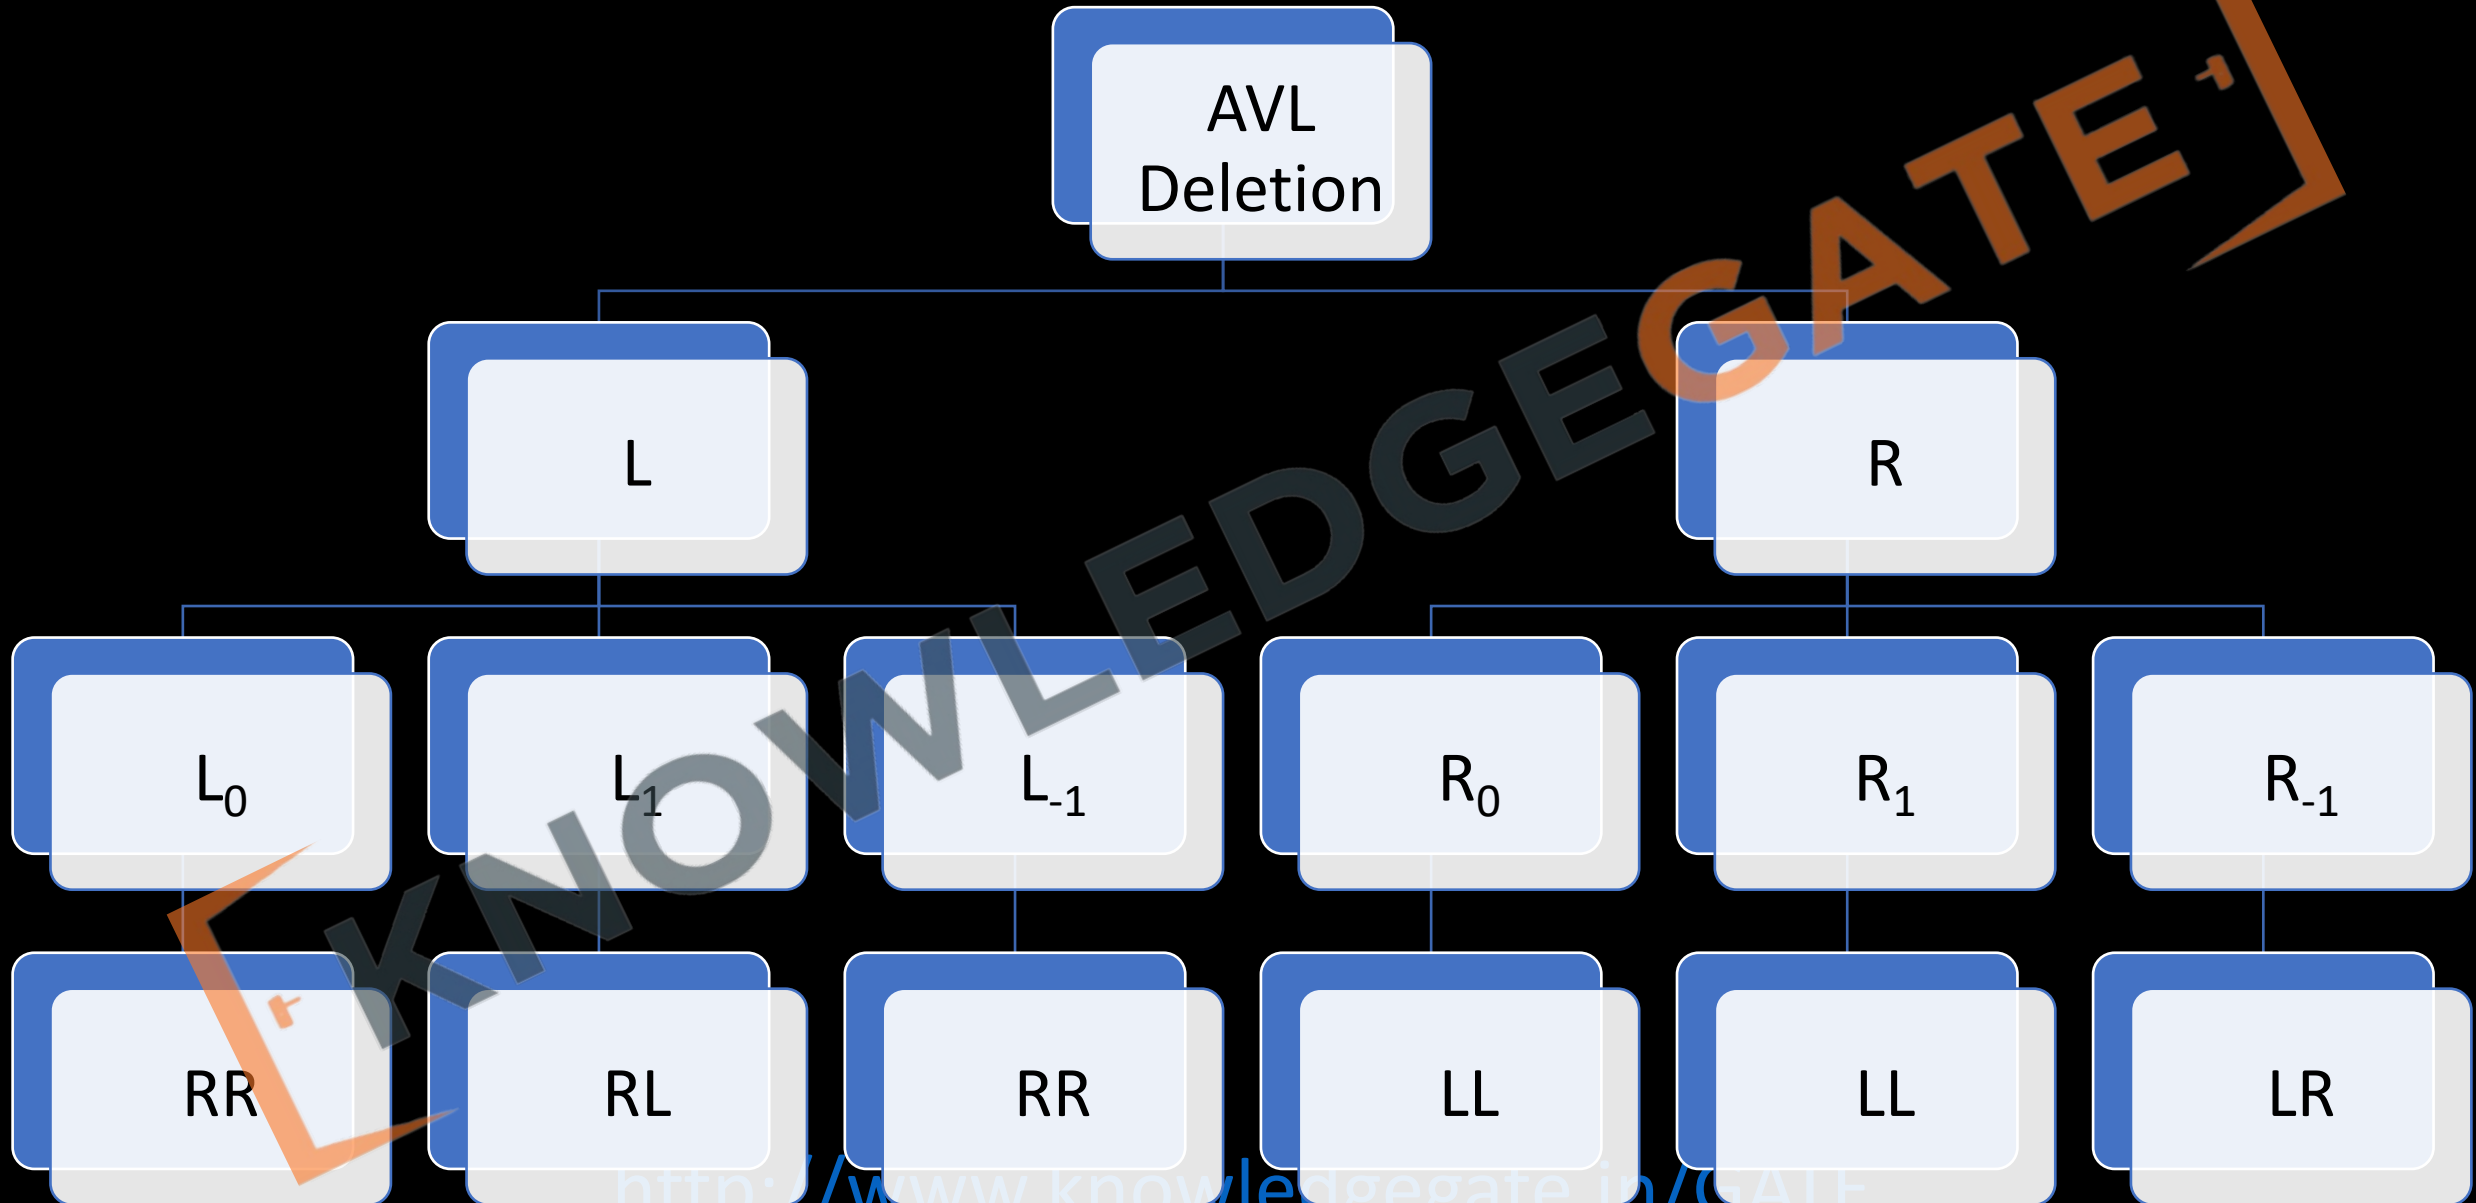 AVL
Deletion
L
R
L0
L1
L-1
R0
R1
R-1
RR
RL
RR
LL
LL
LR
KNOWLEDGEGATE
http://www.knowledgegate.in/GATE